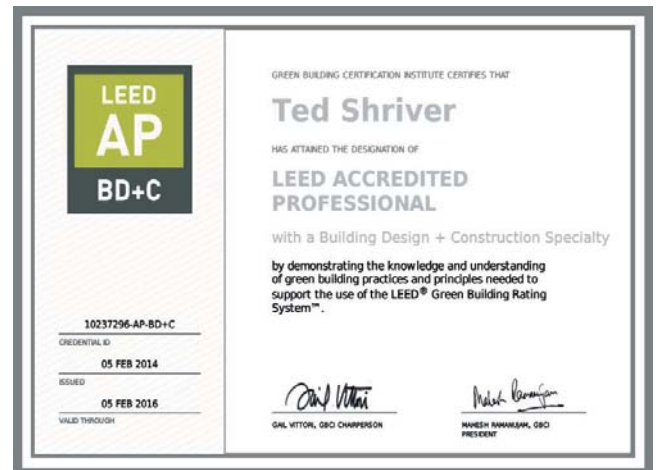 LEED
AP
BD+C
10237296-AP-BD+C
CREDENTIAL ID
05 FEB 2014
ISSUED
05 FEB 2016
VALID THROUGH
GREEN BUILDING CERTIFICATION INSTITUTE CERTIFIES THAT
Ted Shriver
HAS ATTAINED THE DESIGNATION OF
LEED ACCREDITED
PROFESSIONAL
with a Building Design + Construction Specialty
by demonstrating the knowledge and understanding
of green building practices and principles needed to
support the use of the LEED® Green Building Rating
System™.
GAIL VITTORI, GBCI CHAIRPERSON
MAHESH RAMANUJAM, GBCI
PRESIDENT